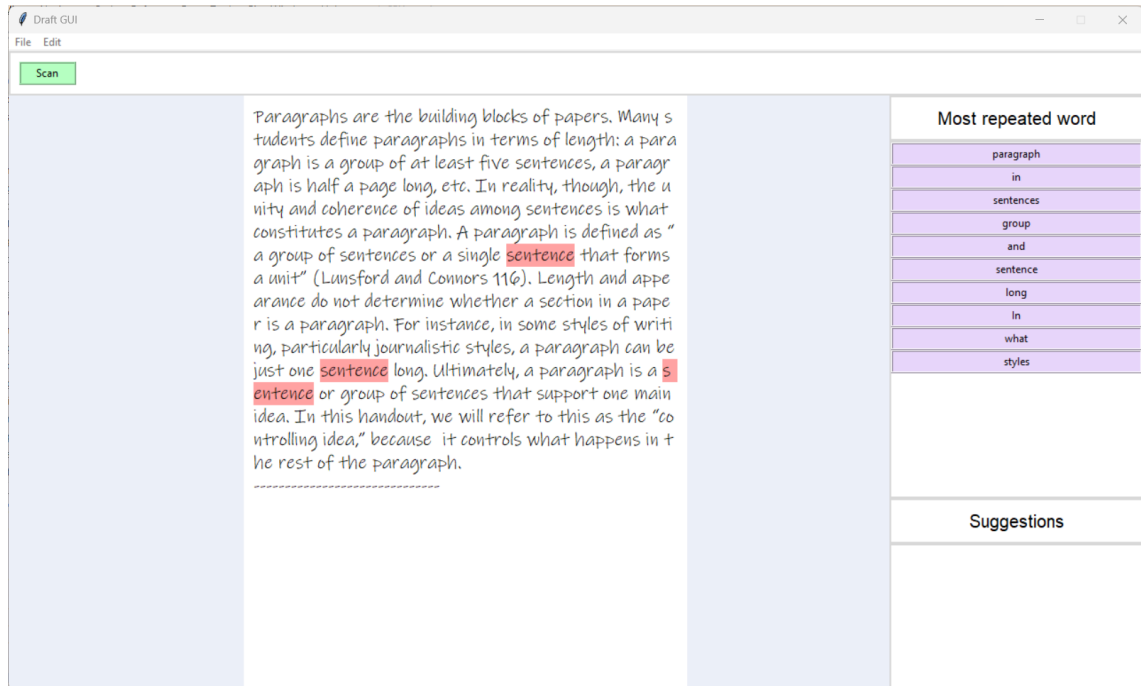 Draft GUI
File Edit
Scan
Paragraphs are the building blocks of papers. Many s
tudents define paragraphs in terms of length: a para
graph is a group of at least five sentences, a paragr
aph is half a page long, etc. In reality, though, the u
nity and coherence of ideas among sentences is what
constitutes a paragraph. A paragraph is defined as “
a group of sentences or a single sentence that forms
a unit” (Lunsford and Connors 116). Length and appe
arance do not determine whether a section in a pape
r is a paragraph. For instance, in some styles of writi
ng, particularly journalistic styles, a paragraph can be
just one sentence long. Ultimately, a paragraph is a s
entence or group of sentences that support one main
idea. In this handout, we will refer to this as the “co
ntrolling idea,” because  it controls what happens in t
he rest of the paragraph.
------------------------------
Most repeated word
paragraph
in
sentences
group
and
sentence
long
In
what
styles
Suggestions